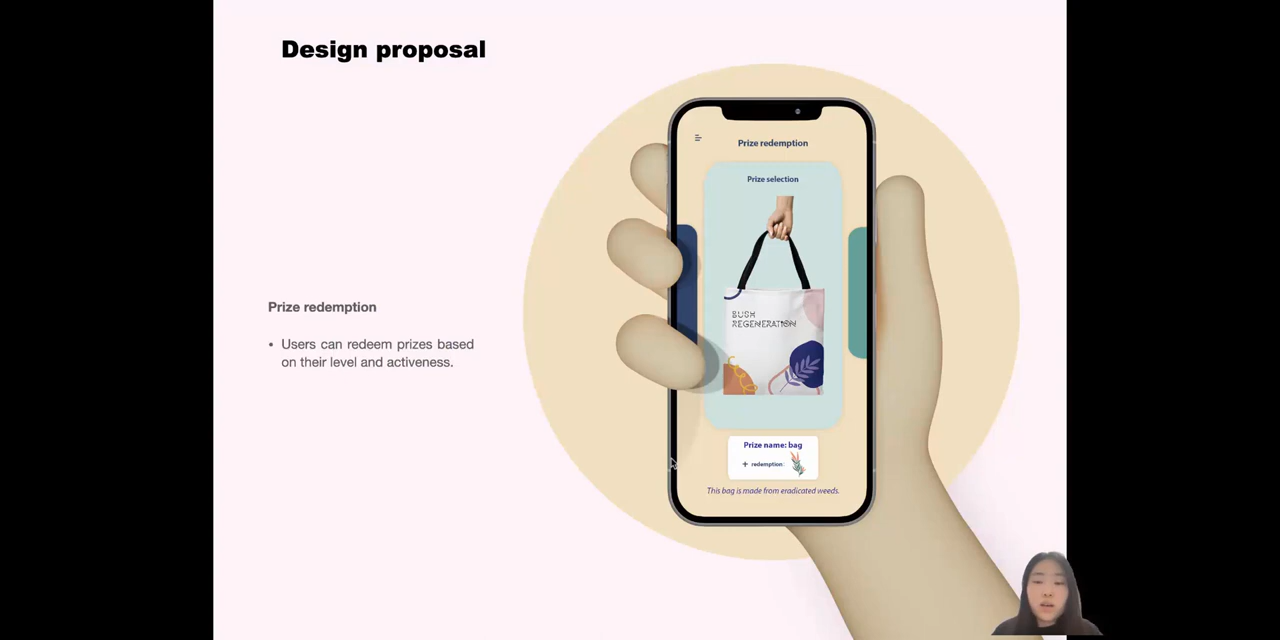 Design proposal
Prize redemption
• Users can redeem prizes based
on their level and activeness.
Prize redemption
Prize selection
BUSH
REGENERATION
Prize name: bag
+ redemption
This bag is made from eradicated weeds.